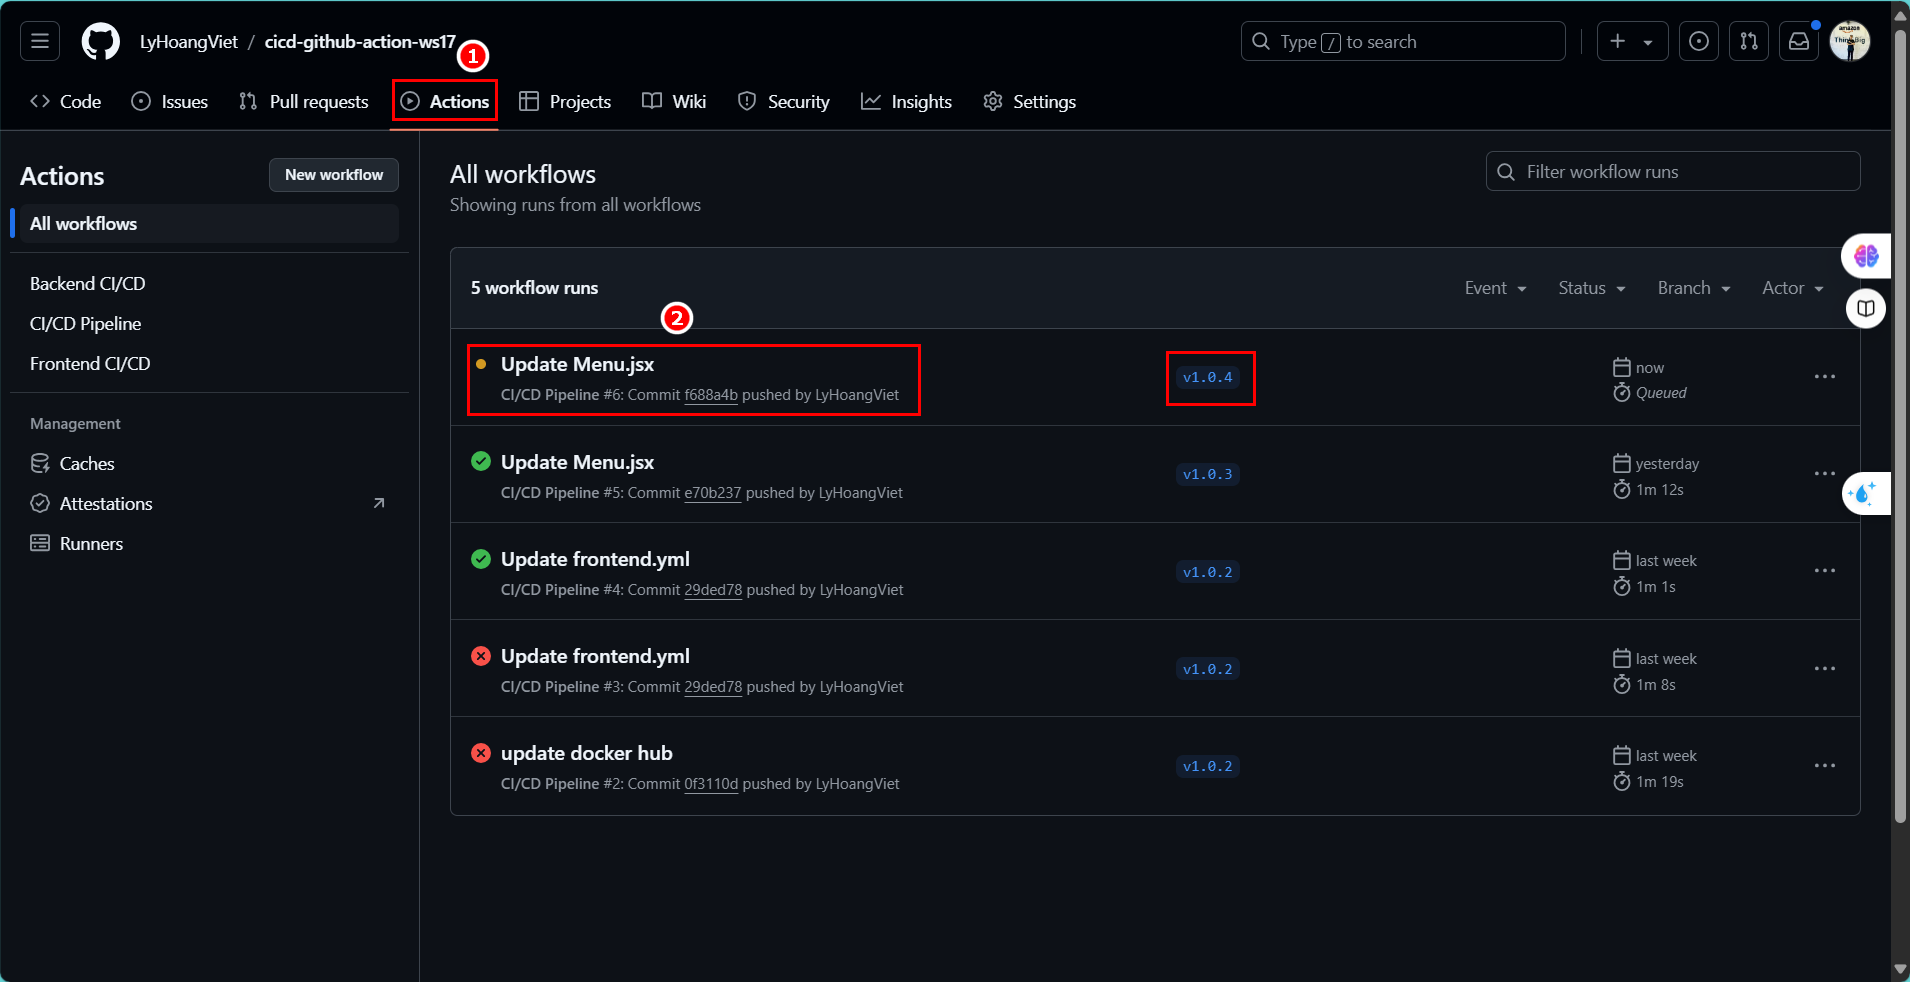 LyHoangViet / cicd-github-action-ws17
1
Type / to search
Code
Issues
Pull requests
Actions
Projects
Wiki
Security
Insights
Settings
Actions
New workflow
All workflows
Backend CI/CD
CI/CD Pipeline
Frontend CI/CD
Management
Caches
Attestations
Runners
All workflows
Showing runs from all workflows
Filter workflow runs
5 workflow runs
Event
Status
Branch
Actor
2
Update Menu.jsx
CI/CD Pipeline #6: Commit f688a4b pushed by LyHoangViet
v1.0.4
now
Queued
Update Menu.jsx
CI/CD Pipeline #5: Commit e70b237 pushed by LyHoangViet
v1.0.3
yesterday
1m 12s
Update frontend.yml
CI/CD Pipeline #4: Commit 29ded78 pushed by LyHoangViet
v1.0.2
last week
1m 1s
Update frontend.yml
CI/CD Pipeline #3: Commit 29ded78 pushed by LyHoangViet
v1.0.2
last week
1m 8s
update docker hub
CI/CD Pipeline #2: Commit 0f3110d pushed by LyHoangViet
v1.0.2
last week
1m 19s